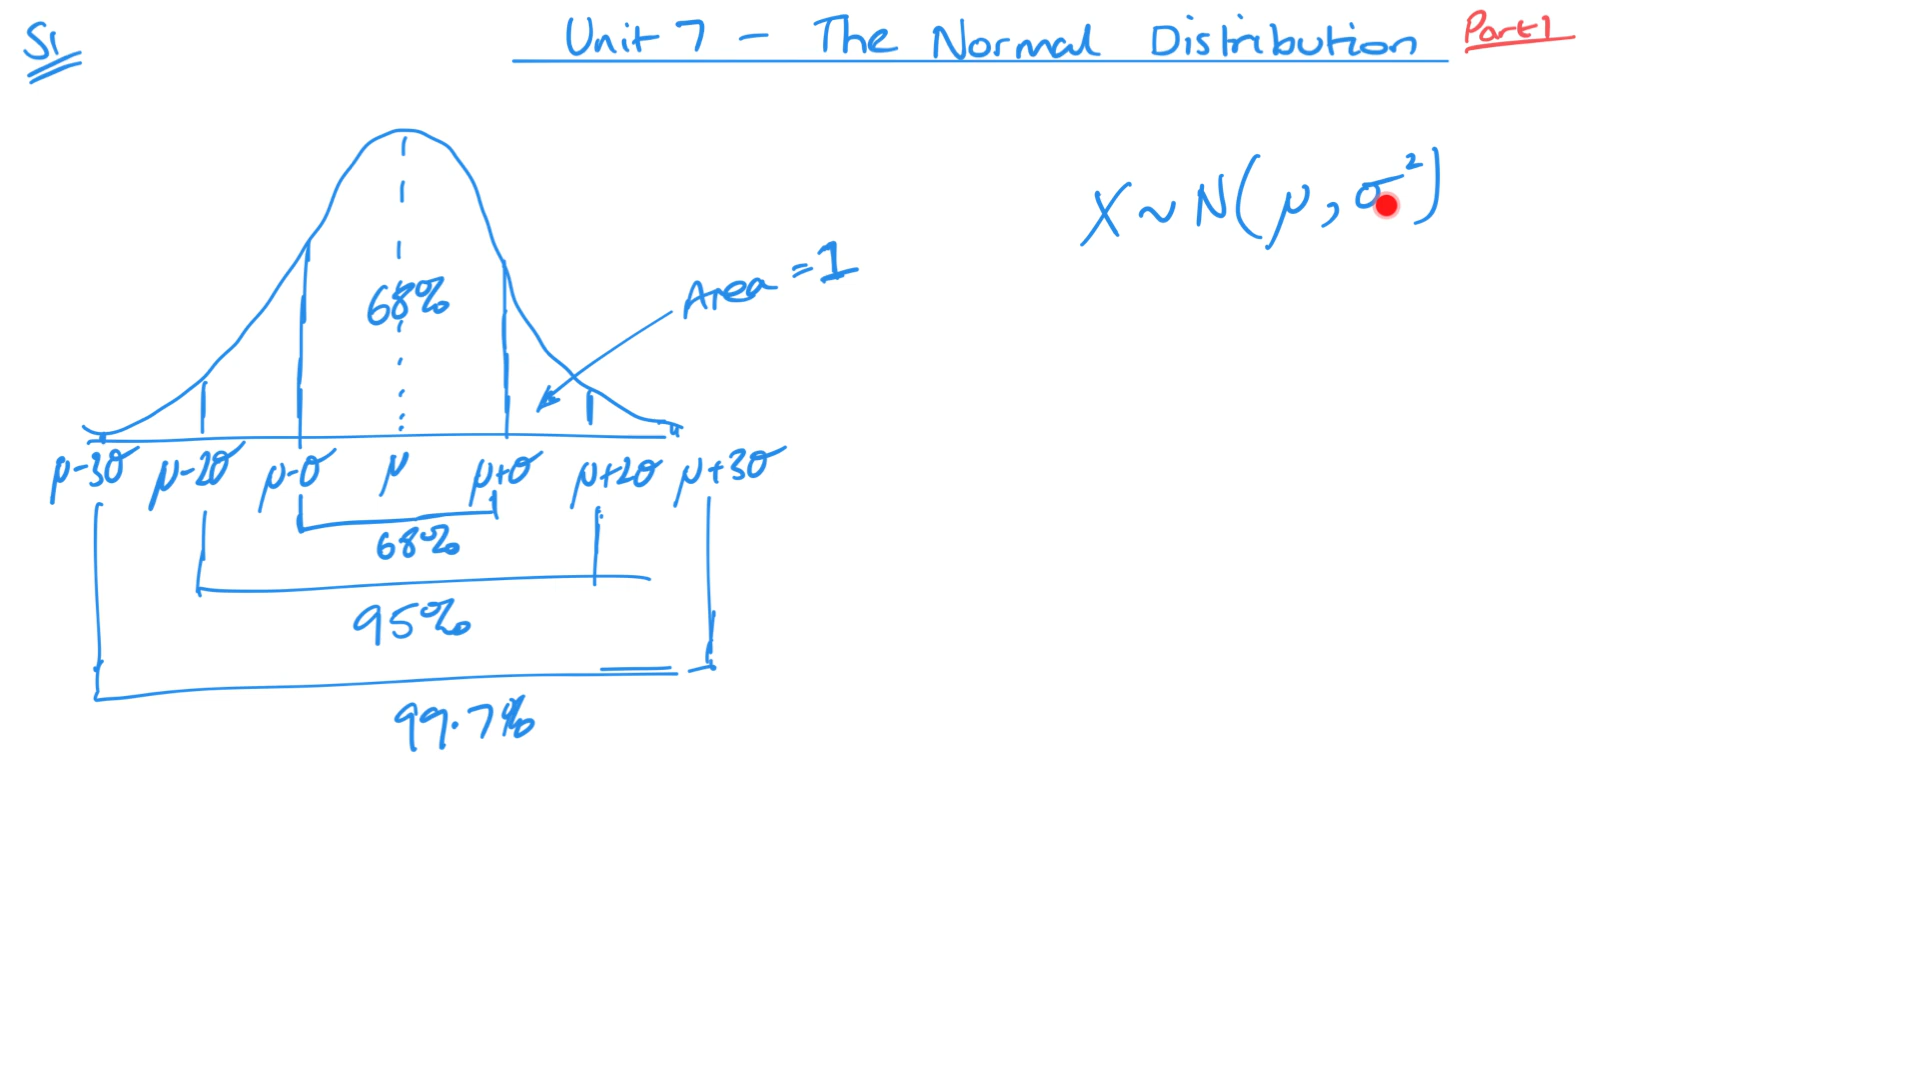 S1
Unit 7 - The Normal Distribution Part 1
X ~ N(μ, σ²)
Area = 1
68%
μ-3σ μ-2σ μ-σ μ μ+σ μ+2σ μ+3σ
68%
95%
99.7%